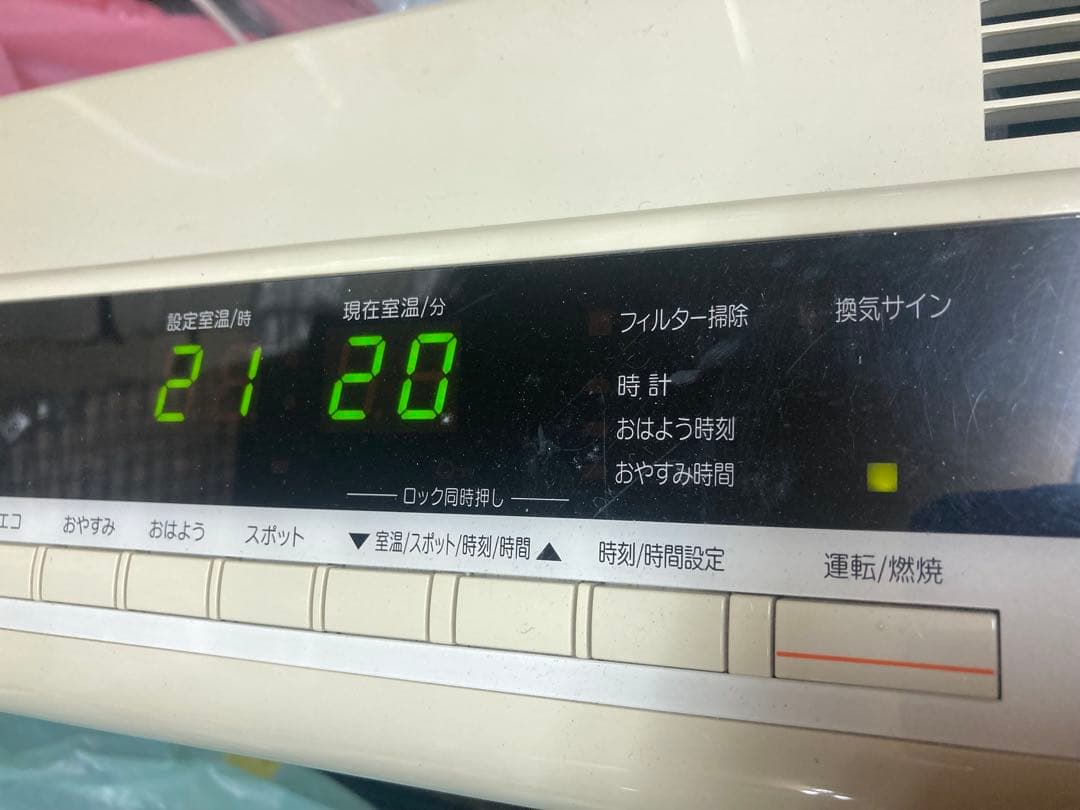 設定室温/時
現在室温/分
21
20
フィルター掃除
換気サイン
時計
おはよう時刻
おやすみ時間
ロック同時押し
エコ
おやすみ
おはよう
スポット
▼ 室温/スポット/時刻/時間 ▲
時刻/時間設定
運転/燃焼